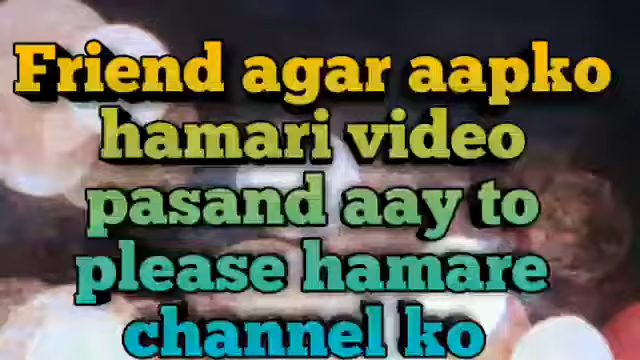 Friend agar aapko
hamari video
pasand aay to
please hamare
channel ko